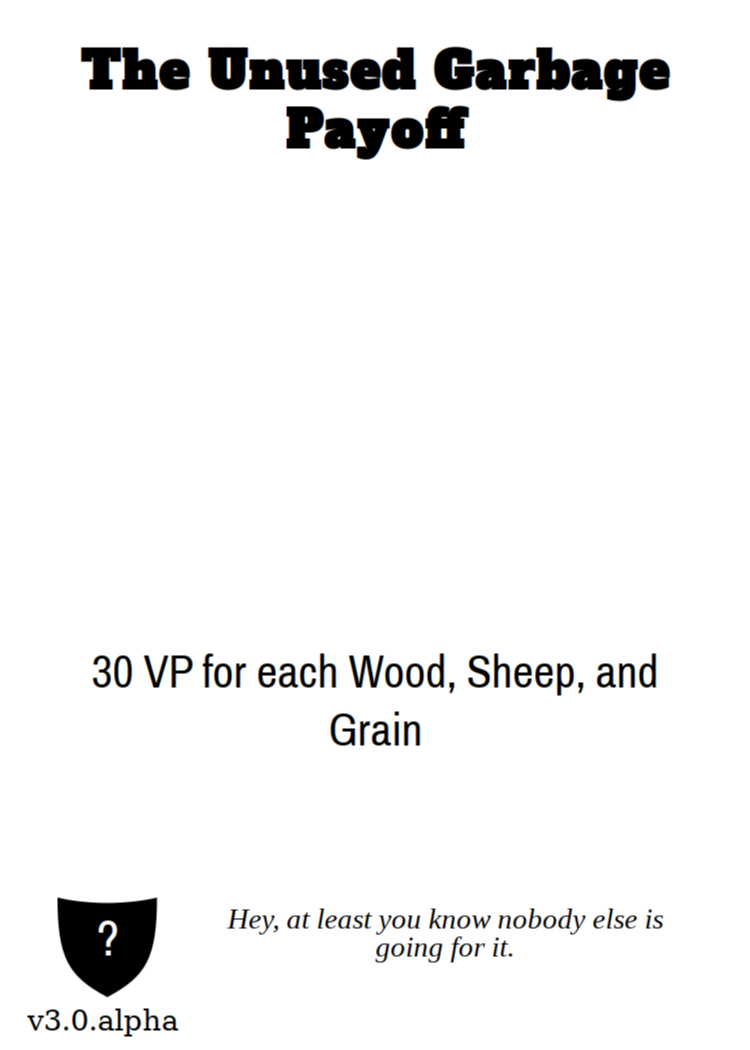 The Unused Garbage
Payoff
30 VP for each Wood, Sheep, and
Grain
?
Hey, at least you know nobody else is
going for it.
v3.0.alpha